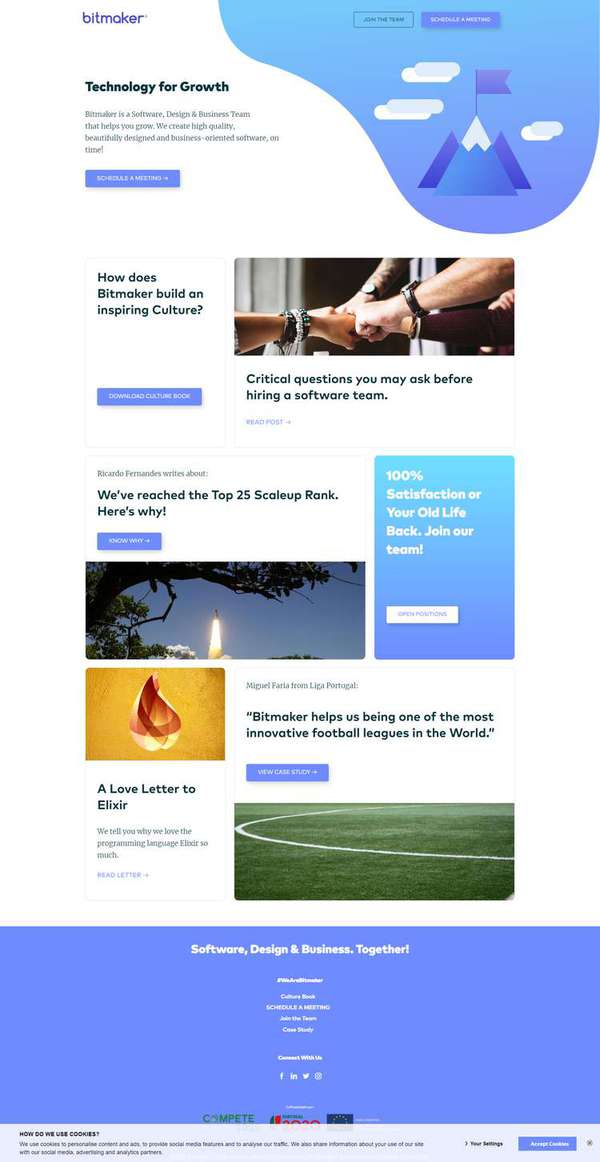 bitmaker
JOIN THE TEAM
SCHEDULE A MEETING
Technology for Growth
Bitmaker is a Software, Design & Business Team
that helps you grow. We create high quality,
beautifully designed and business-oriented software, on
time!
SCHEDULE A MEETING →
How does
Bitmaker build an
inspiring Culture?
DOWNLOAD CULTURE BOOK
Critical questions you may ask before
hiring a software team.
READ POST →
Ricardo Fernandes writes about:
We’ve reached the Top 25 Scaleup Rank.
Here’s why!
KNOW WHY →
100%
Satisfaction or
Your Old Life
Back. Join our
team!
OPEN POSITIONS
A Love Letter to
Elixir
We tell you why we love the
programming language Elixir so
much.
READ LETTER →
Miguel Faria from Liga Portugal:
“Bitmaker helps us being one of the most
innovative football leagues in the World.”
VIEW CASE STUDY →
Software, Design & Business. Together!
#WeAreBitmaker
Culture Book
SCHEDULE A MEETING
Join the Team
Case Study
Connect With Us
COMPETE
PORTUGAL
2020
HOW DO WE USE COOKIES?
We use cookies to personalise content and ads, to provide social media features and to analyse our traffic. We also share information about your use of our site
with our social media, advertising and analytics partners.
Your Settings
Accept Cookies